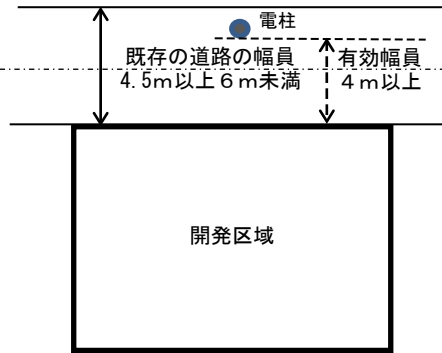 電柱
既存の道路の幅員
4.5ｍ以上６ｍ未満
有効幅員
４ｍ以上
開発区域